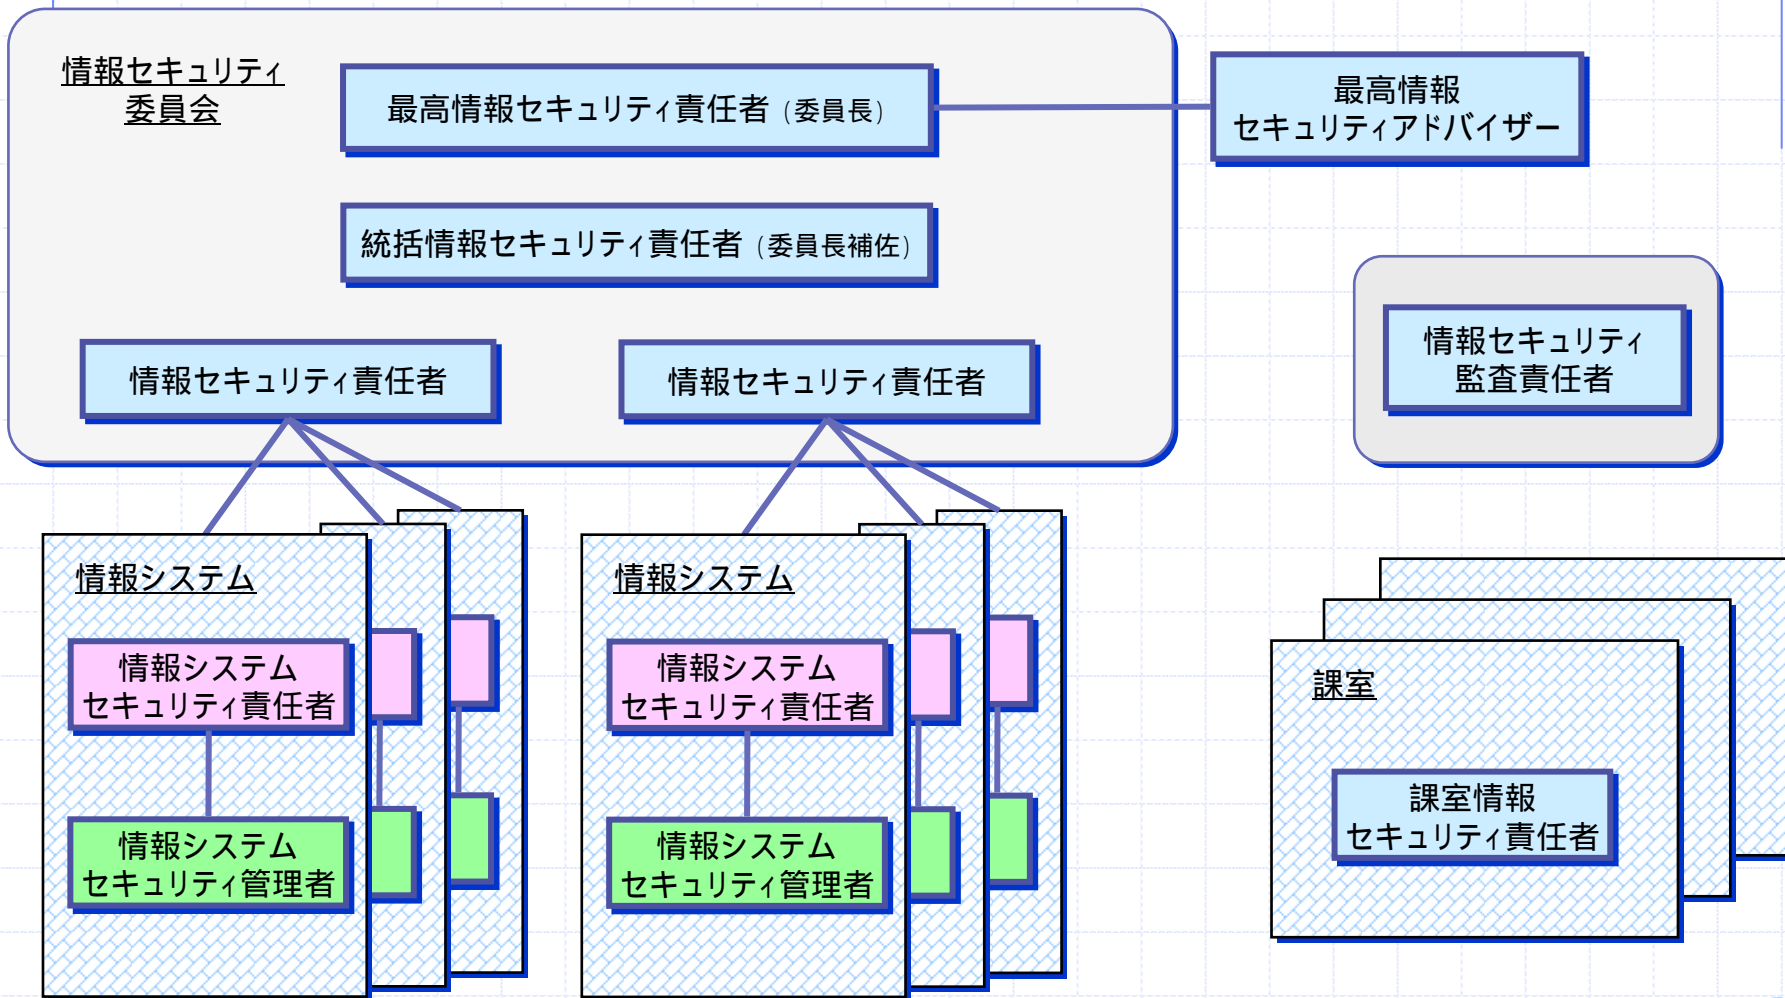 情報セキュリティ
委員会
最高情報セキュリティ責任者（委員長）
最高情報
セキュリティアドバイザー
統括情報セキュリティ責任者（委員長補佐）
情報セキュリティ責任者
情報セキュリティ責任者
情報セキュリティ
監査責任者
情報システム
情報システム
セキュリティ責任者
情報システム
セキュリティ管理者
情報システム
情報システム
セキュリティ責任者
情報システム
セキュリティ管理者
課室
課室情報
セキュリティ責任者